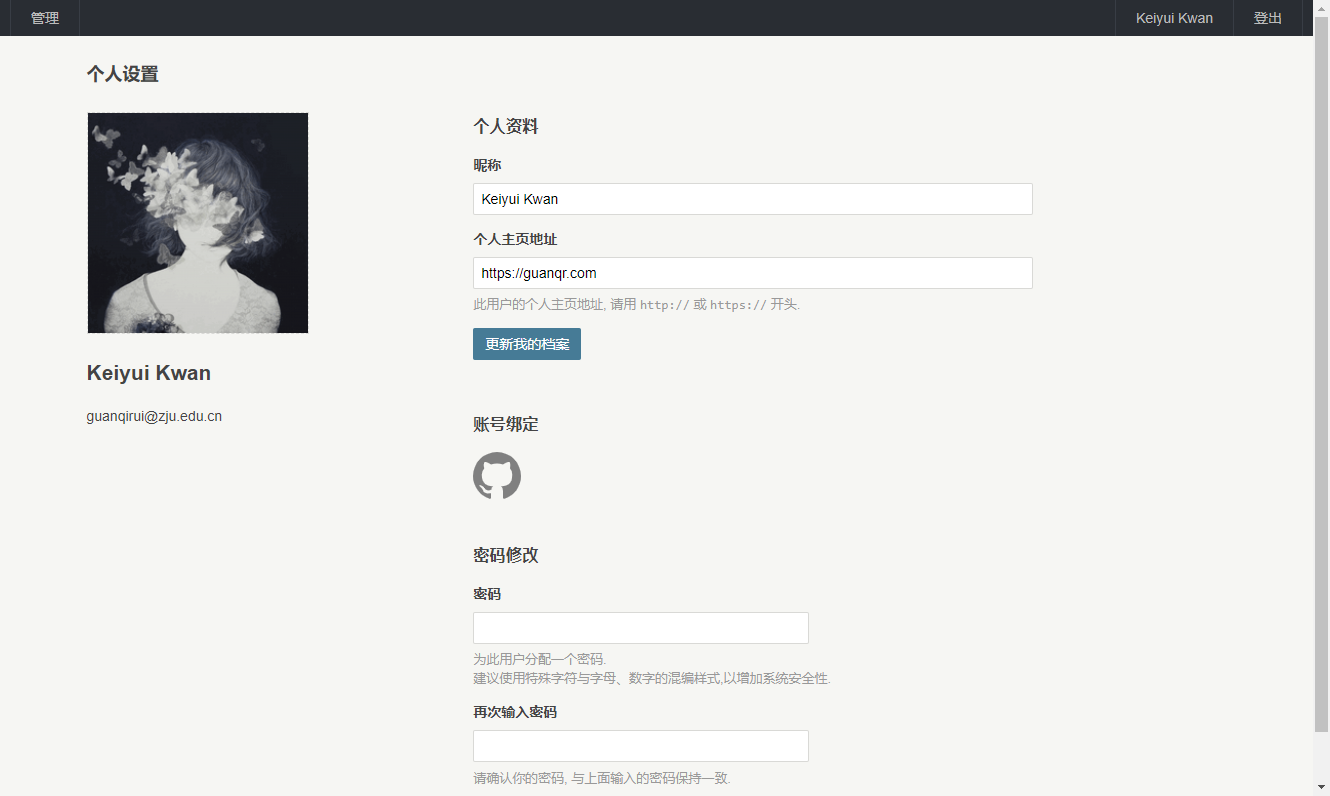 管理
Keiyui Kwan
登出
个人设置
Keiyui Kwan
guanqirui@zju.edu.cn
个人资料
昵称
Keiyui Kwan
个人主页地址
https://guanqr.com
此用户的个人主页地址, 请用 http:// 或 https:// 开头.
更新我的档案
账号绑定
密码修改
密码
为此用户分配一个密码.
建议使用特殊字符与字母、数字的混编样式,以增加系统安全性.
再次输入密码
请确认你的密码, 与上面输入的密码保持一致.